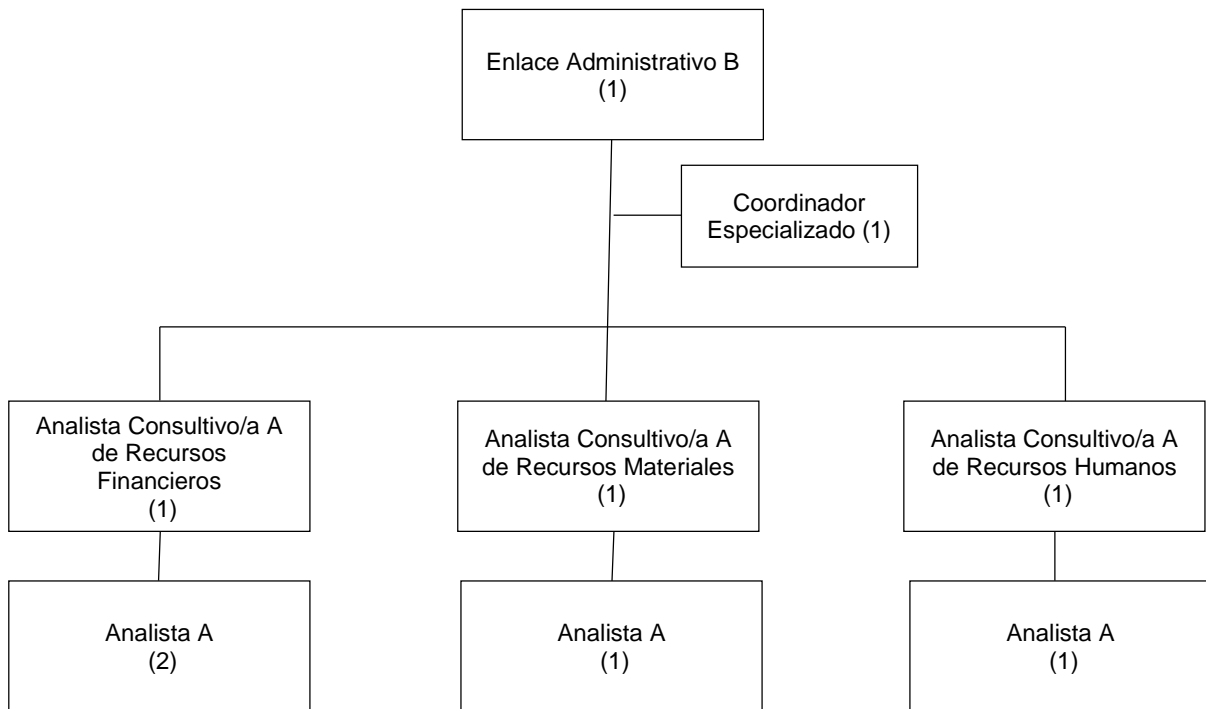 Enlace Administrativo B
(1)
Coordinador
Especializado (1)
Analista Consultivo/a A
de Recursos
Financieros
(1)
Analista Consultivo/a A
de Recursos Materiales
(1)
Analista Consultivo/a A
de Recursos Humanos
(1)
Analista A
(2)
Analista A
(1)
Analista A
(1)